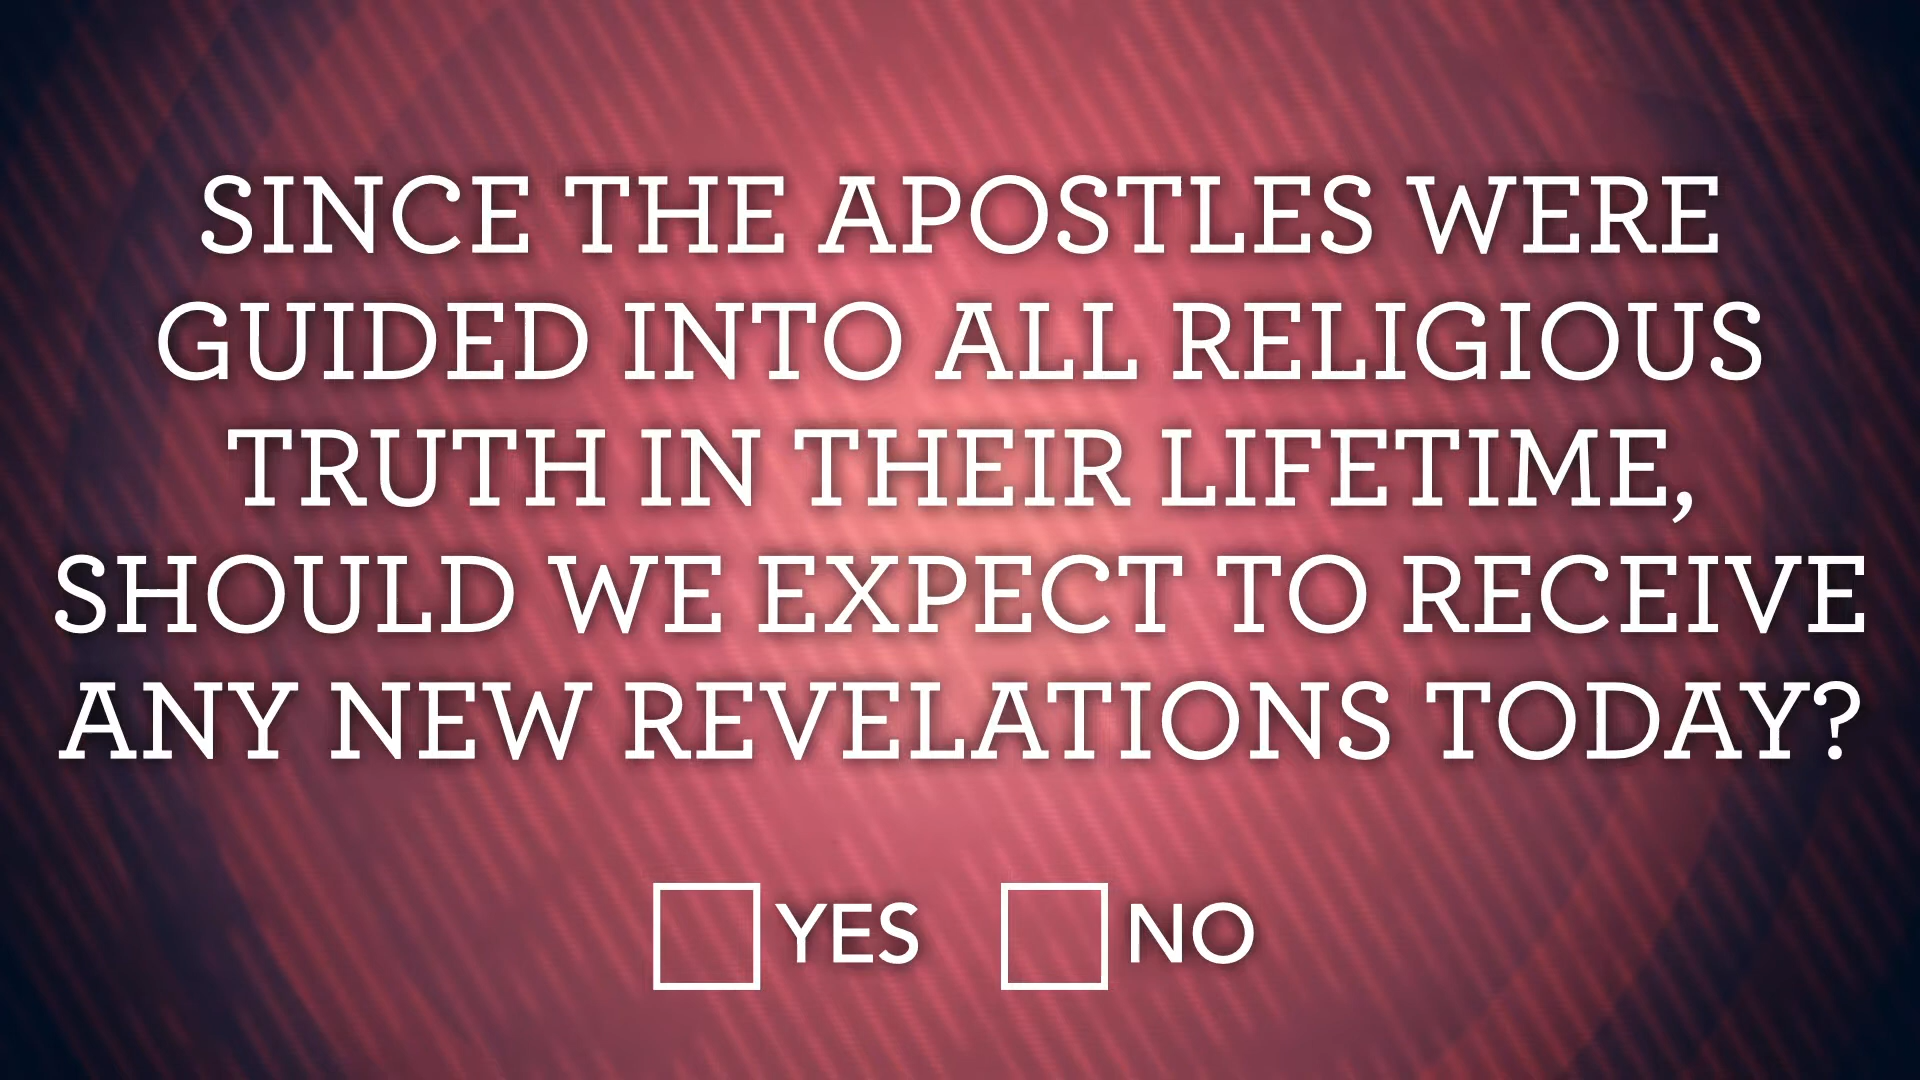 SINCE THE APOSTLES WERE
GUIDED INTO ALL RELIGIOUS
TRUTH IN THEIR LIFETIME,
SHOULD WE EXPECT TO RECEIVE
ANY NEW REVELATIONS TODAY?
YES NO